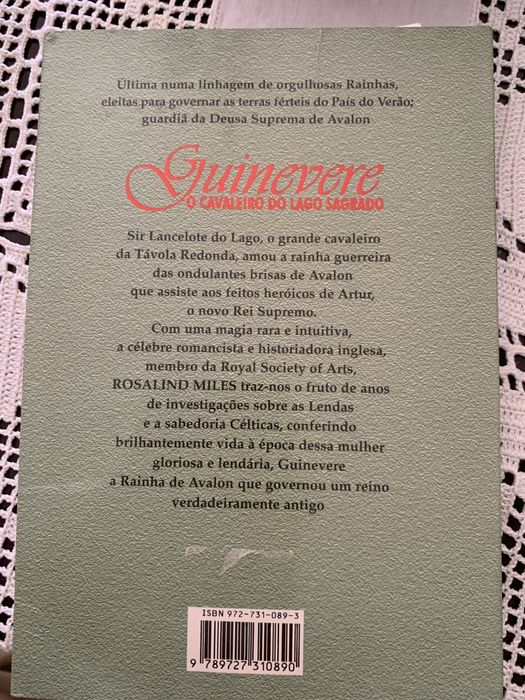 Última numa linhagem de orgulhosas Rainhas,
eleitas para governar as terras férteis do País do Verão;
guardiã da Deusa Suprema de Avalon
Guinevere
O CAVALEIRO DO LAGO SAGRADO
Sir Lancelote do Lago, o grande cavaleiro
da Távola Redonda, amou a rainha guerreira
das ondulantes brisas de Avalon
que assiste aos feitos heróicos de Artur,
o novo Rei Supremo.
Com uma magia rara e intuitiva,
a célebre romancista e historiadora inglesa,
membro da Royal Society of Arts,
ROSALIND MILES traz-nos o fruto de anos
de investigações sobre as Lendas
e a sabedoria Célticas, conferindo
brilhantemente vida à época dessa mulher
gloriosa e lendária, Guinevere
a Rainha de Avalon que governou um reino
verdadeiramente antigo
ISBN 972-731-089-3
9 789727 310890